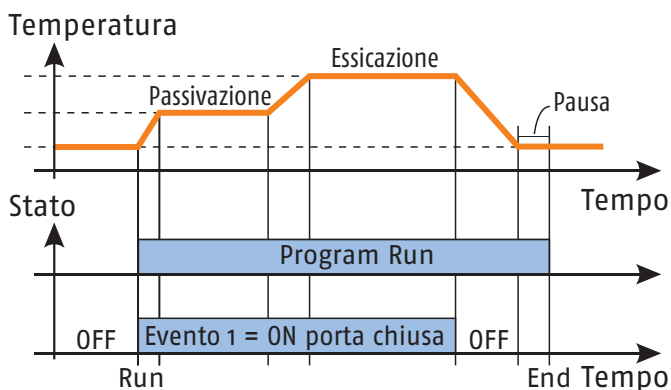 Temperatura
Essicazione
Passivazione
Pausa
Tempo
Stato
Program Run
OFF
Evento 1 = ON porta chiusa
OFF
Run
End
Tempo